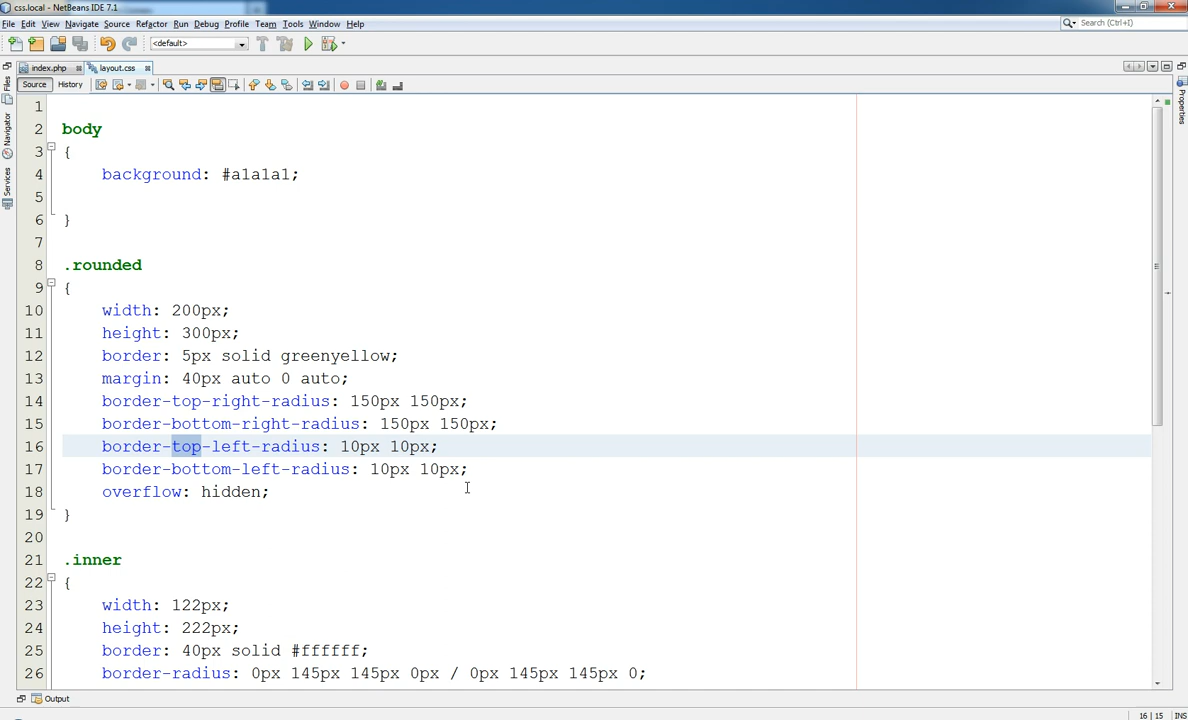 css.local - NetBeans IDE 7.1
File Edit View Navigate Source Refactor Run Debug Profile Team Tools Window Help
Search (Ctrl+I)
<default>
index.php layout.css
Source History
1
2 body
3 {
4 background: #a1a1a1;
5
6 }
7
8 .rounded
9 {
10 width: 200px;
11 height: 300px;
12 border: 5px solid greenyellow;
13 margin: 40px auto 0 auto;
14 border-top-right-radius: 150px 150px;
15 border-bottom-right-radius: 150px 150px;
16 border-top-left-radius: 10px 10px;
17 border-bottom-left-radius: 10px 10px;
18 overflow: hidden;
19 }
20
21 .inner
22 {
23 width: 122px;
24 height: 222px;
25 border: 40px solid #ffffff;
26 border-radius: 0px 145px 145px 0px / 0px 145px 145px 0;
Files
Navigator
Services
Properties
Output
16 | 15 INS